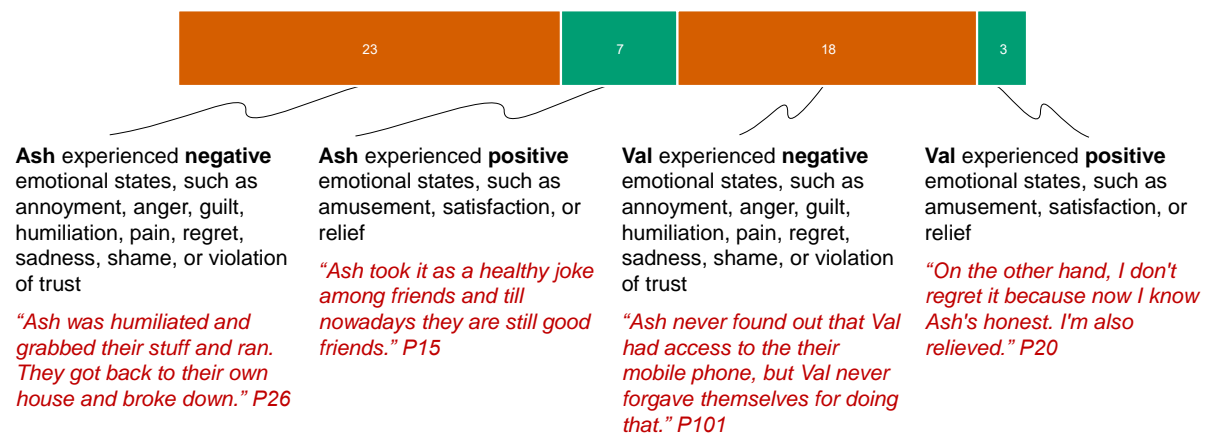 23
7
18
3
Ash experienced negative
emotional states, such as
annoyment, anger, guilt,
humiliation, pain, regret,
sadness, shame, or violation
of trust
“Ash was humiliated and
grabbed their stuff and ran.
They got back to their own
house and broke down.” P26
Ash experienced positive
emotional states, such as
amusement, satisfaction, or
relief
“Ash took it as a healthy joke
among friends and till
nowadays they are still good
friends.” P15
Val experienced negative
emotional states, such as
annoyment, anger, guilt,
humiliation, pain, regret,
sadness, shame, or violation
of trust
“Ash never found out that Val
had access to the their
mobile phone, but Val never
forgave themselves for doing
that.” P101
Val experienced positive
emotional states, such as
amusement, satisfaction, or
relief
“On the other hand, I don't
regret it because now I know
Ash's honest. I'm also
relieved.” P20